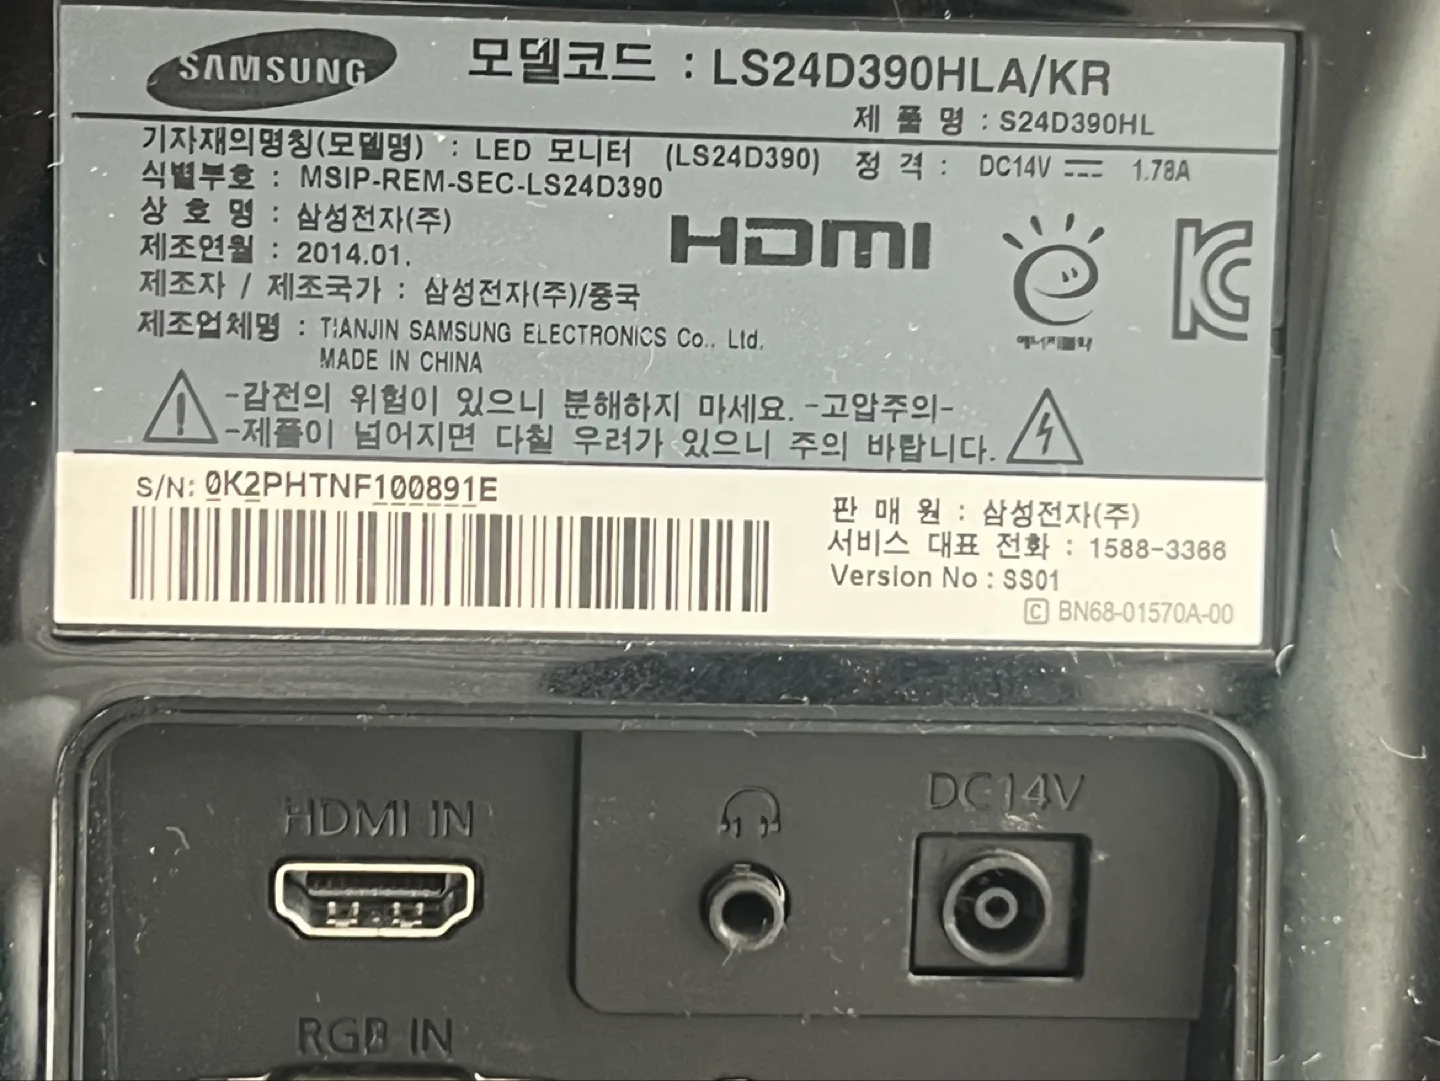 SAMSUNG
모델코드 : LS24D390HLA/KR
제 품 명 : S24D390HL
기자재의명칭(모델명) : LED 모니터 (LS24D390) 정 격 : DC14V 1.78A
식별부호 : MSIP-REM-SEC-LS24D390
상 호 명 : 삼성전자(주)
제조연월 : 2014.01.
제조자 / 제조국가 : 삼성전자(주)/중국
제조업체명 : TIANJIN SAMSUNG ELECTRONICS Co., Ltd.
MADE IN CHINA
HDMI
에너지절약
KC
-감전의 위험이 있으니 분해하지 마세요. -고압주의-
-제품이 넘어지면 다칠 우려가 있으니 주의 바랍니다.
S/N: 0K2PHTNF100891E
판 매 원 : 삼성전자(주)
서비스 대표 전화 : 1588-3366
Version No : SS01
C BN68-01570A-00
HDMI IN
DC14V
RGB IN